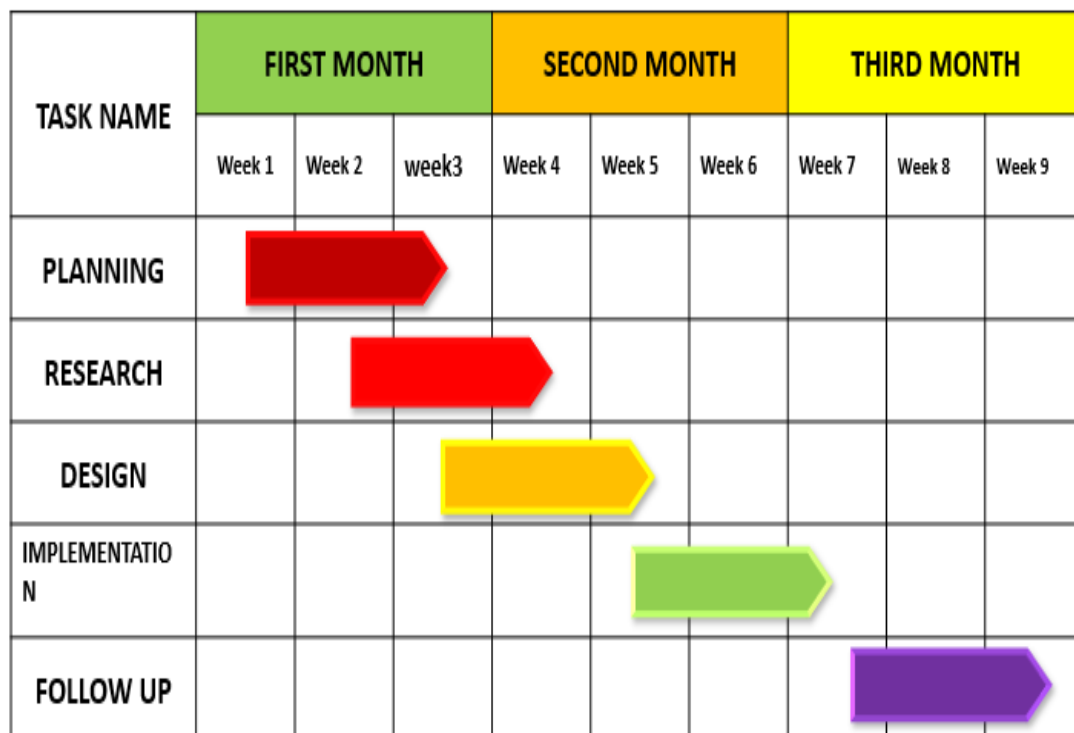 TASK NAME
FIRST MONTH
SECOND MONTH
THIRD MONTH
Week 1
Week 2
week3
Week 4
Week 5
Week 6
Week 7
Week 8
Week 9
PLANNING
RESEARCH
DESIGN
IMPLEMENTATIO
N
FOLLOW UP